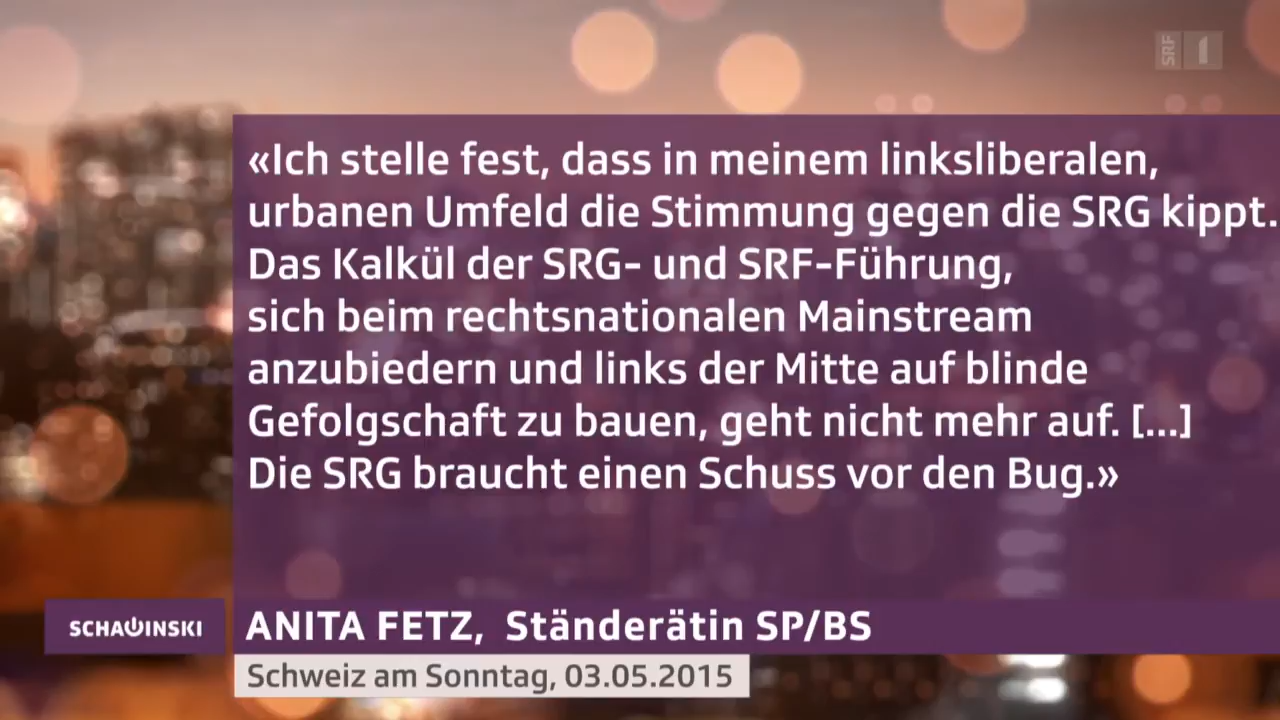 SRF 1
«Ich stelle fest, dass in meinem linksliberalen,
urbanen Umfeld die Stimmung gegen die SRG kippt.
Das Kalkül der SRG- und SRF-Führung,
sich beim rechtsnationalen Mainstream
anzubiedern und links der Mitte auf blinde
Gefolgschaft zu bauen, geht nicht mehr auf. [...]
Die SRG braucht einen Schuss vor den Bug.»
SCHAWINSKI
ANITA FETZ, Ständerätin SP/BS
Schweiz am Sonntag, 03.05.2015